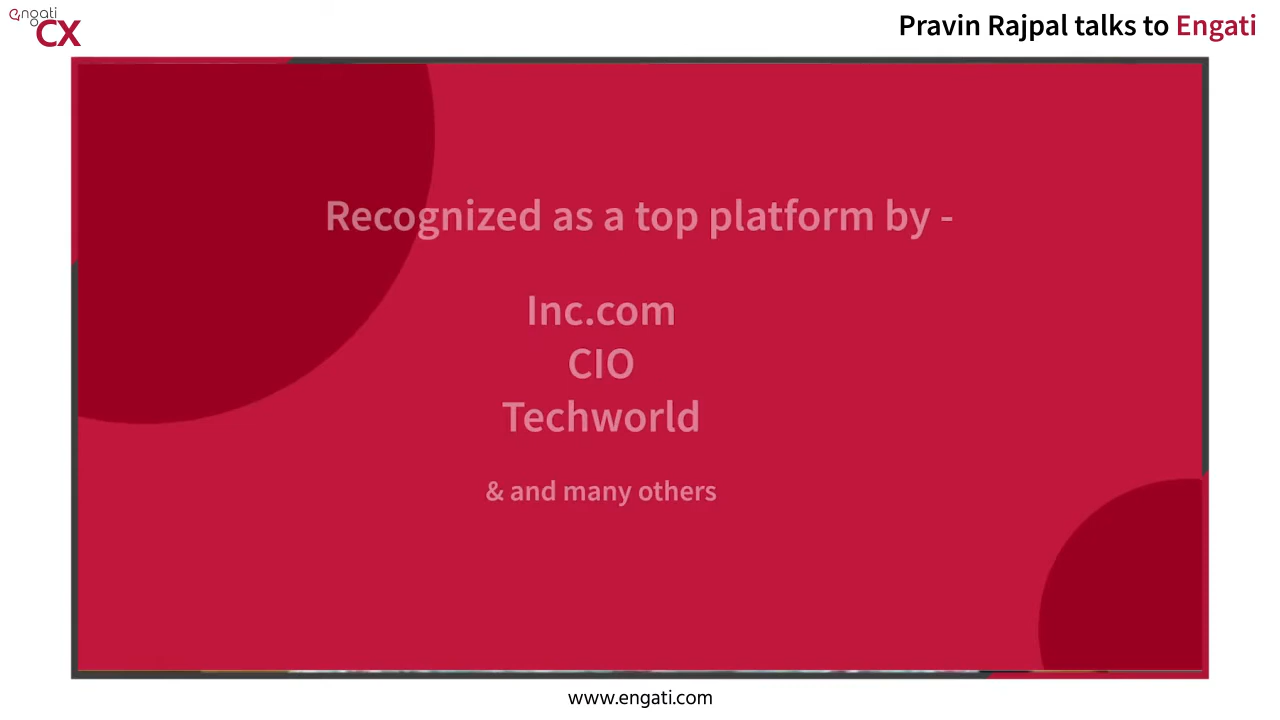 engati
CX
Pravin Rajpal talks to Engati
Recognized as a top platform by -
Inc.com
CIO
Techworld
& and many others
www.engati.com